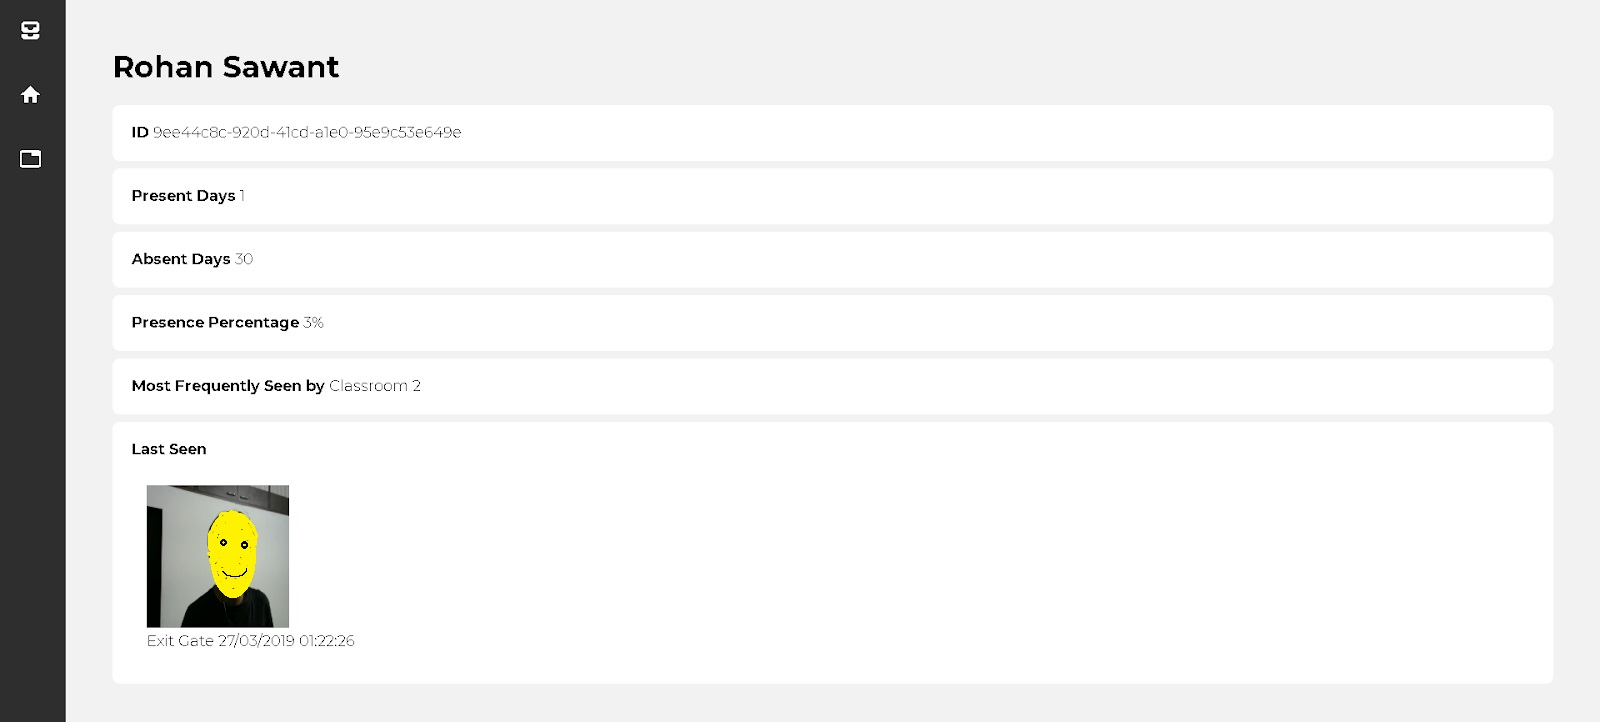 Rohan Sawant
ID 9ee44c8c-920d-41cd-a1e0-95e9c53e649e
Present Days 1
Absent Days 30
Presence Percentage 3%
Most Frequently Seen by Classroom 2
Last Seen
Exit Gate 27/03/2019 01:22:26